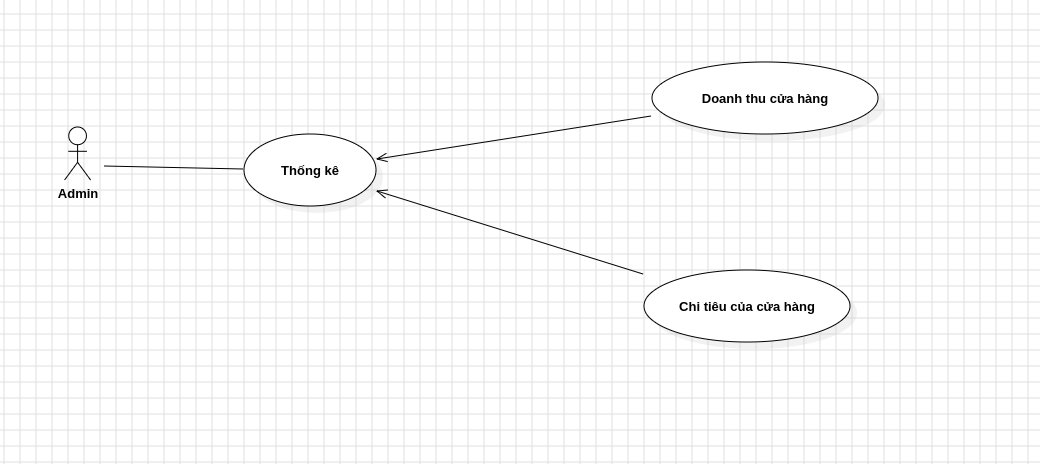 Doanh thu cửa hàng
Thống kê
Admin
Chi tiêu của cửa hàng